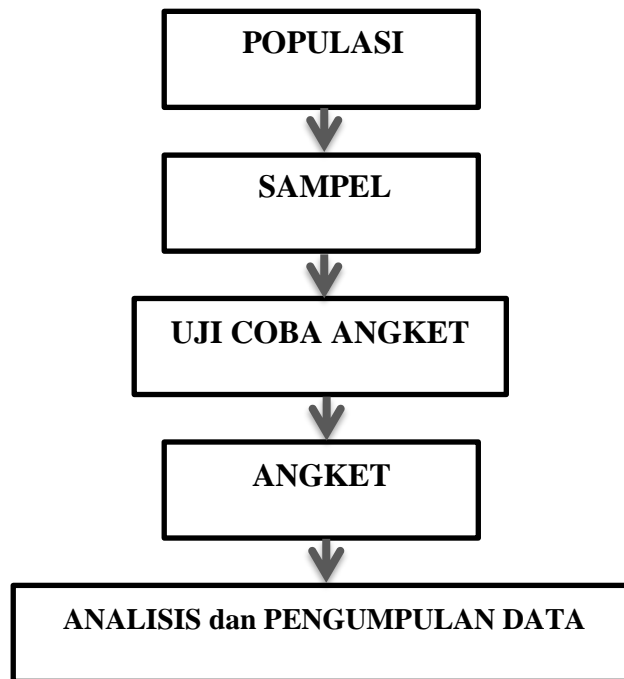 POPULASI
SAMPEL
UJI COBA ANGKET
ANGKET
ANALISIS dan PENGUMPULAN DATA